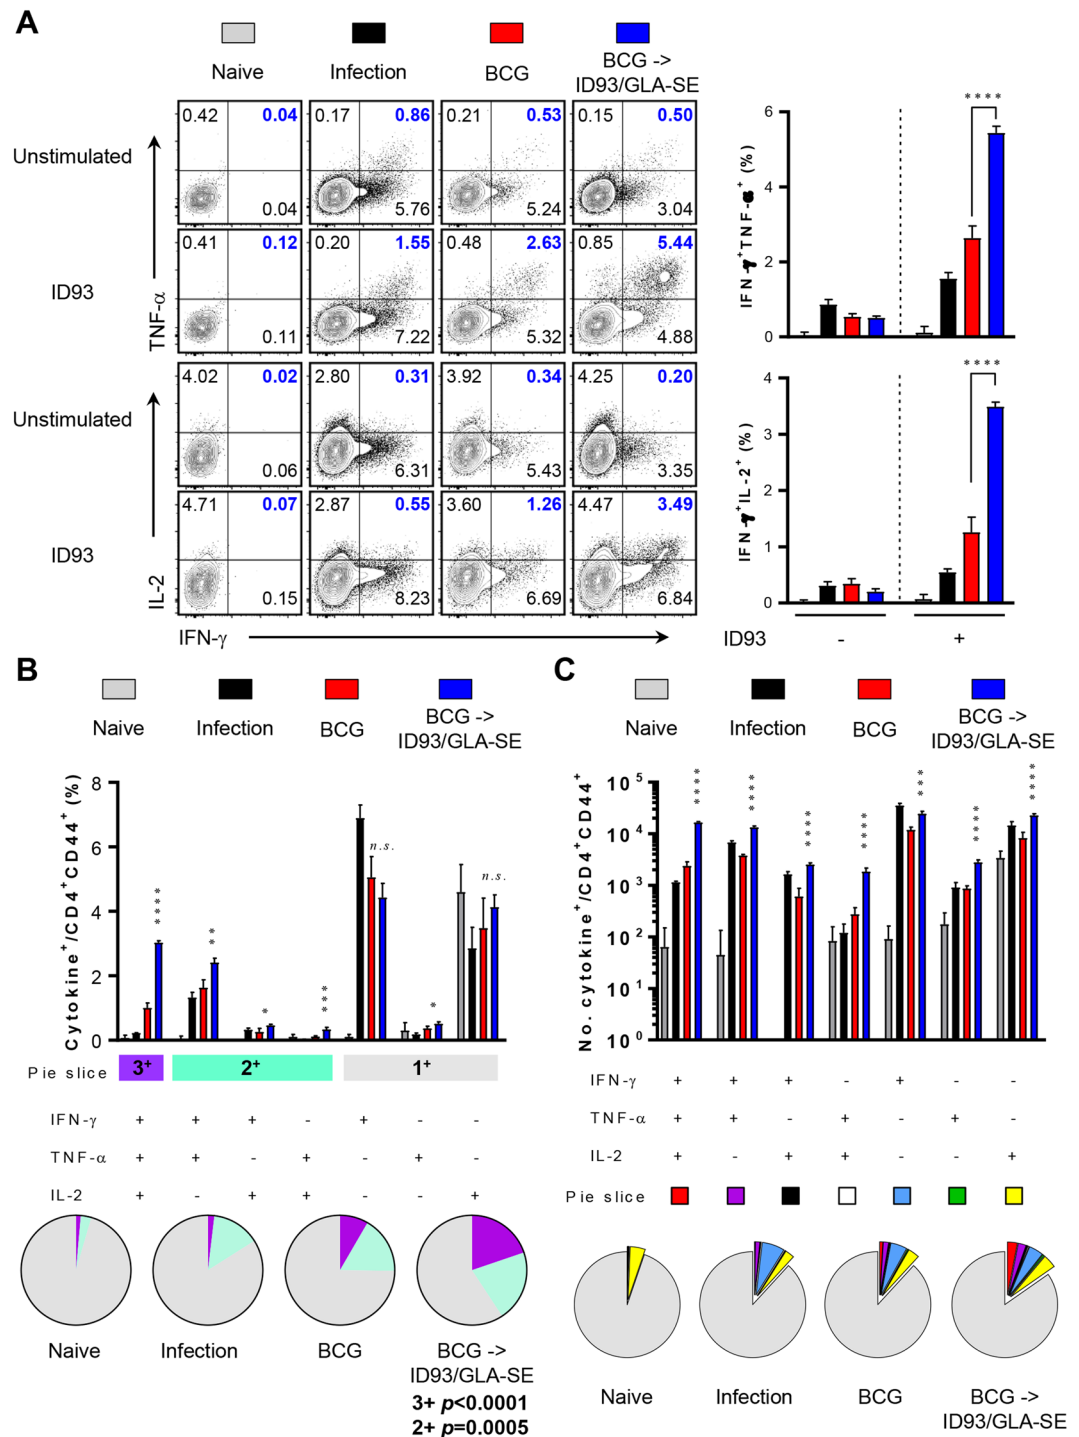 A
Naive
Infection
BCG
BCG ->
ID93/GLA-SE
Unstimulated
0.42 0.04 0.04
0.17 0.86 5.76
0.21 0.53 5.24
0.15 0.50 3.04
ID93
0.41 0.12 0.11
0.20 1.55 7.22
0.48 2.63 5.32
0.85 5.44 4.88
TNF-α
Unstimulated
4.02 0.02 0.06
2.80 0.31 6.31
3.92 0.34 5.43
4.25 0.20 3.35
ID93
4.71 0.07 0.15
2.87 0.55 8.23
3.60 1.26 6.69
4.47 3.49 6.84
IL-2
IFN-γ
IFN-γ+TNF-α+ (%)
6
4
2
0
****
IFN-γ+IL-2+ (%)
4
3
2
1
0
****
ID93 - +
B
Naive
Infection
BCG
BCG ->
ID93/GLA-SE
Cytokine+/CD4+CD44+ (%)
8
6
4
2
0
**** ** * *** n.s. * n.s.
Pie slice 3+ 2+ 1+
IFN-γ + + + - + - -
TNF-α + + - + - + -
IL-2 + - + + - - +
Naive
Infection
BCG
BCG ->
ID93/GLA-SE
3+ p<0.0001
2+ p=0.0005
C
Naive
Infection
BCG
BCG ->
ID93/GLA-SE
No. cytokine+/CD4+CD44+
10^5
10^4
10^3
10^2
10^1
10^0
**** **** **** **** *** **** ****
IFN-γ + + + - + - -
TNF-α + + - + - + -
IL-2 + - + + - - +
Pie slice
Naive
Infection
BCG
BCG ->
ID93/GLA-SE